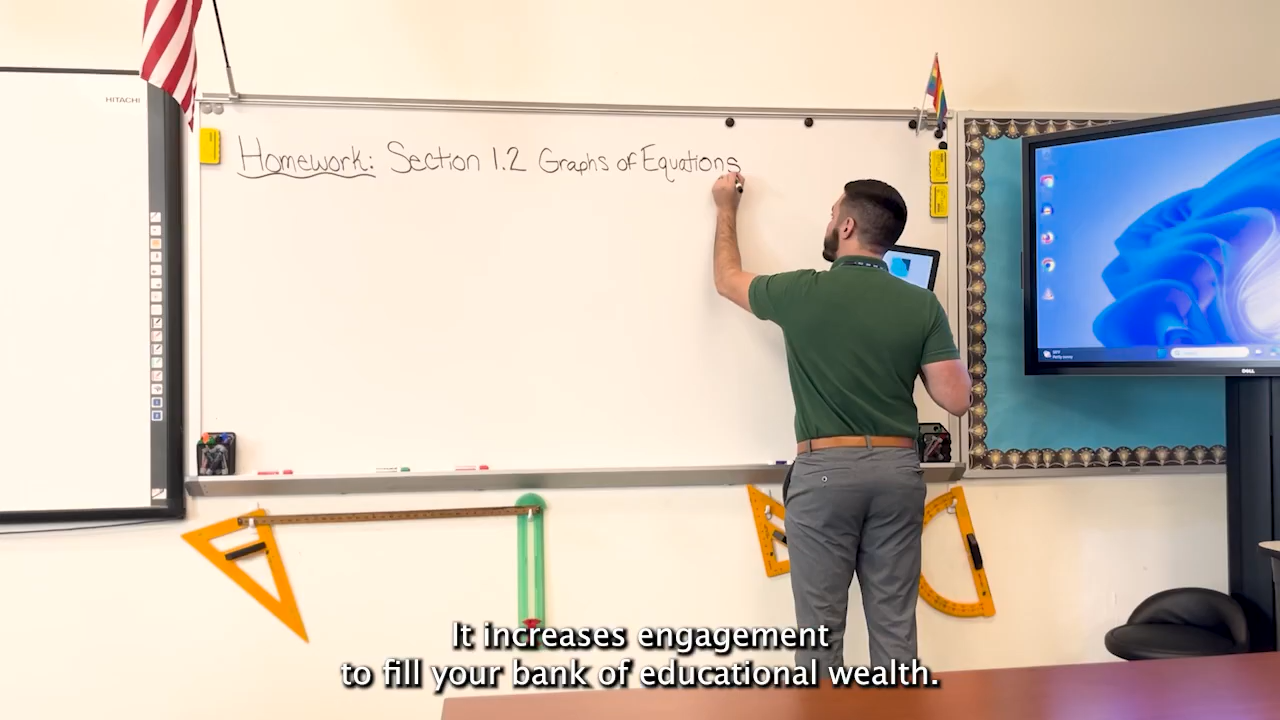 HITACHI
Homework: Section 1.2 Graphs of Equations
DELL
It increases engagement
to fill your bank of educational wealth.